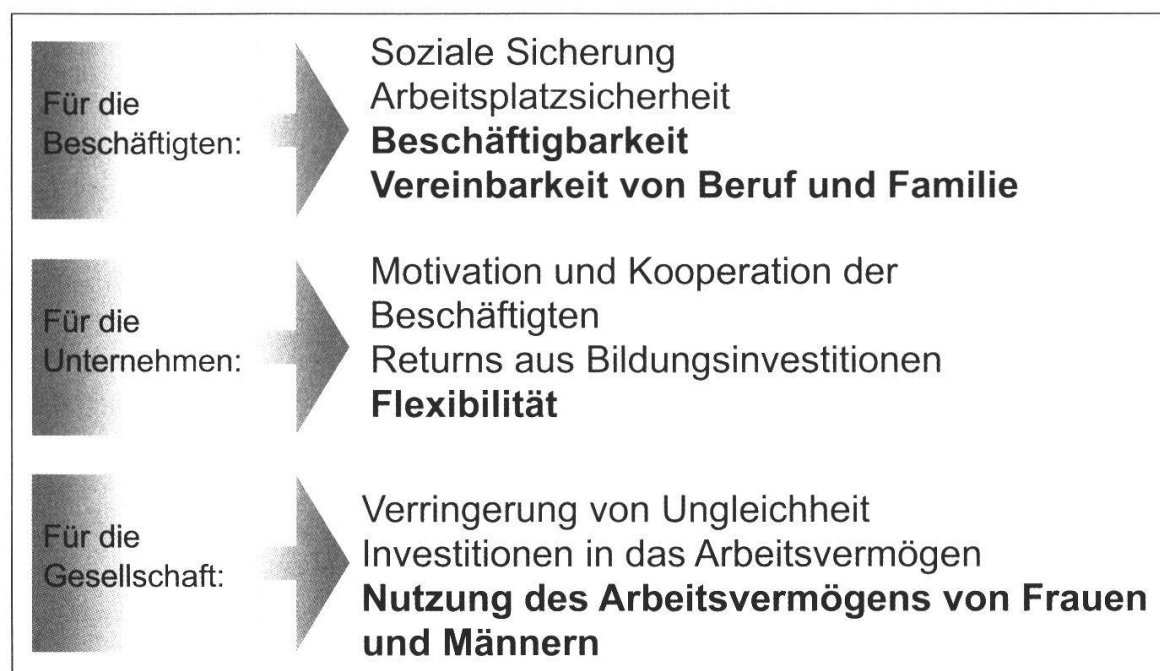 Für die
Beschäftigten:
Soziale Sicherung
Arbeitsplatzsicherheit
Beschäftigbarkeit
Vereinbarkeit von Beruf und Familie
Für die
Unternehmen:
Motivation und Kooperation der
Beschäftigten
Returns aus Bildungsinvestitionen
Flexibilität
Für die
Gesellschaft:
Verringerung von Ungleichheit
Investitionen in das Arbeitsvermögen
Nutzung des Arbeitsvermögens von Frauen
und Männern